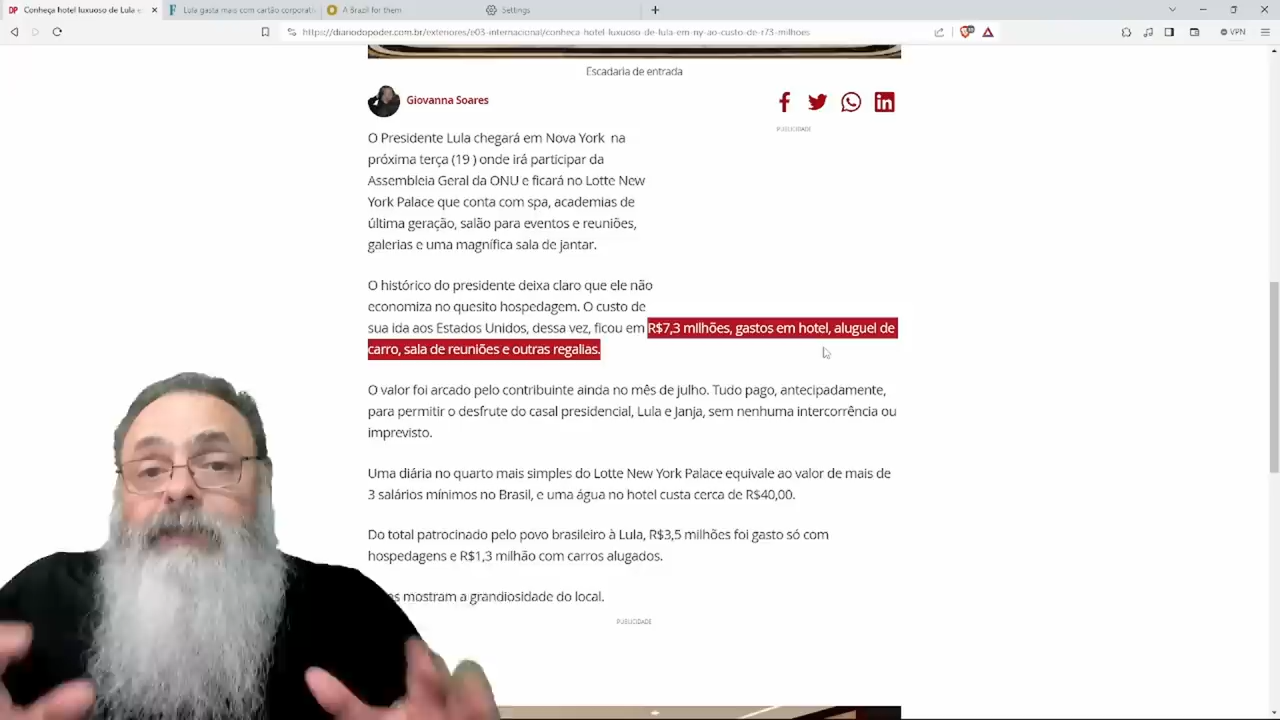 Conheça hotel luxuoso de Lula e
Lula gasta mais com cartão corporati
A Brazil for them
Settings
https://diariodopoder.com.br/exteriores/e03-internacional/conheca-hotel-luxuoso-de-lula-em-ny-ao-custo-de-r73-milhoes
VPN
Escadaria de entrada
Giovanna Soares
PUBLICIDADE
O Presidente Lula chegará em Nova York na
próxima terça (19 ) onde irá participar da
Assembleia Geral da ONU e ficará no Lotte New
York Palace que conta com spa, academias de
última geração, salão para eventos e reuniões,
galerias e uma magnífica sala de jantar.
O histórico do presidente deixa claro que ele não
economiza no quesito hospedagem. O custo de
sua ida aos Estados Unidos, dessa vez, ficou em R$7,3 milhões, gastos em hotel, aluguel de
carro, sala de reuniões e outras regalias.
O valor foi arcado pelo contribuinte ainda no mês de julho. Tudo pago, antecipadamente,
para permitir o desfrute do casal presidencial, Lula e Janja, sem nenhuma intercorrência ou
imprevisto.
Uma diária no quarto mais simples do Lotte New York Palace equivale ao valor de mais de
3 salários mínimos no Brasil, e uma água no hotel custa cerca de R$40,00.
Do total patrocinado pelo povo brasileiro à Lula, R$3,5 milhões foi gasto só com
hospedagens e R$1,3 milhão com carros alugados.
mostram a grandiosidade do local.
PUBLICIDADE